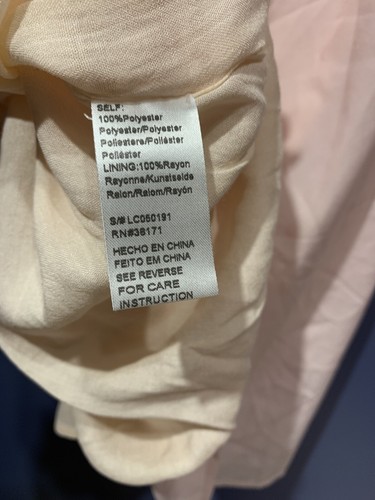 SELF:
100%Polyester
Polyester/Polyester
Poliestere/Poliéster
Poliéster
LINING:100%Rayon
Rayonne/Kunstseide
Raion/Raiom/Rayón
S/# LC050191
RN#38171
HECHO EN CHINA
FEITO EM CHINA
SEE REVERSE
FOR CARE
INSTRUCTION